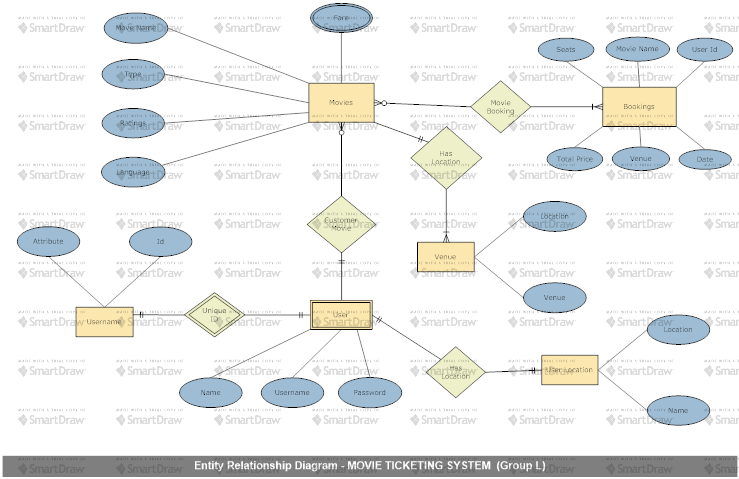 Fare
Movie Name
Seats
Movie Name
User Id
Type
Movies
Movie
Booking
Bookings
Ratings
Has
Location
Total Price
Venue
Date
Language
Location
Customer
Movie
Attribute
Id
Venue
Venue
Username
Unique
ID
User
Location
Has
Location
User Location
Name
Username
Password
Name
SmartDraw
Entity Relationship Diagram - MOVIE TICKETING SYSTEM (Group L)